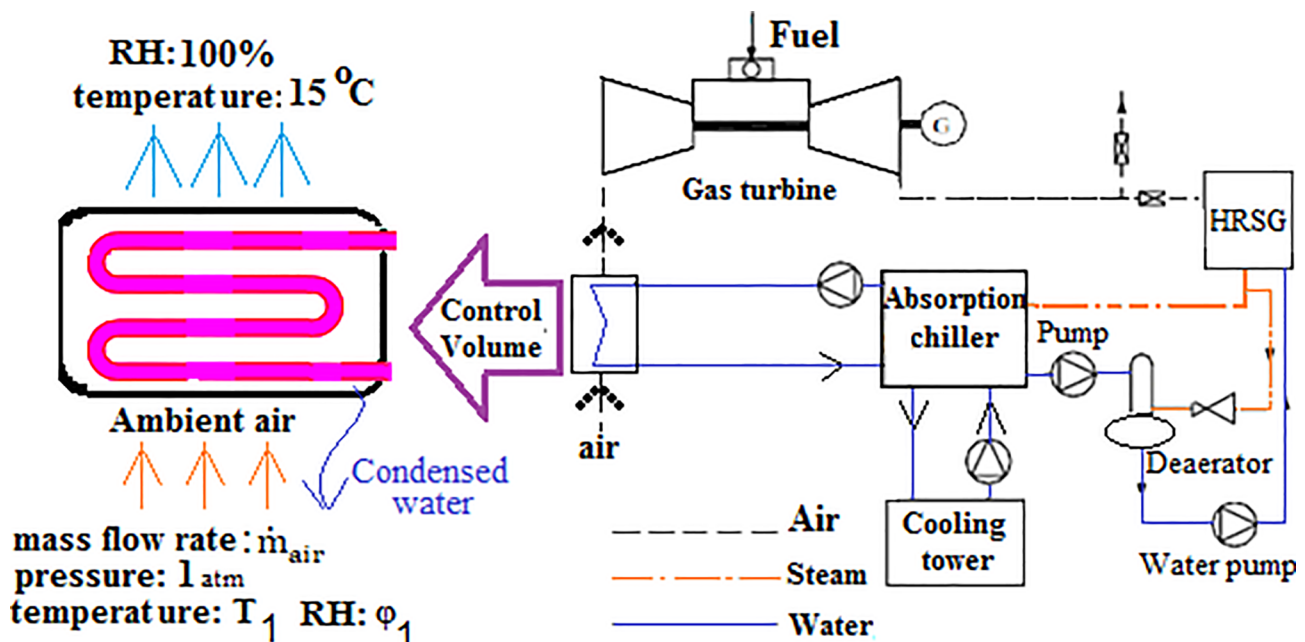 RH: 100%
temperature: 15 °C
Ambient air
Condensed
water
mass flow rate: ṁair
pressure: 1 atm
temperature: T1 RH: φ1
Control
Volume
Fuel
G
Gas turbine
HRSG
Absorption
chiller
Pump
air
Deaerator
Cooling
tower
Water pump
Air
Steam
Water